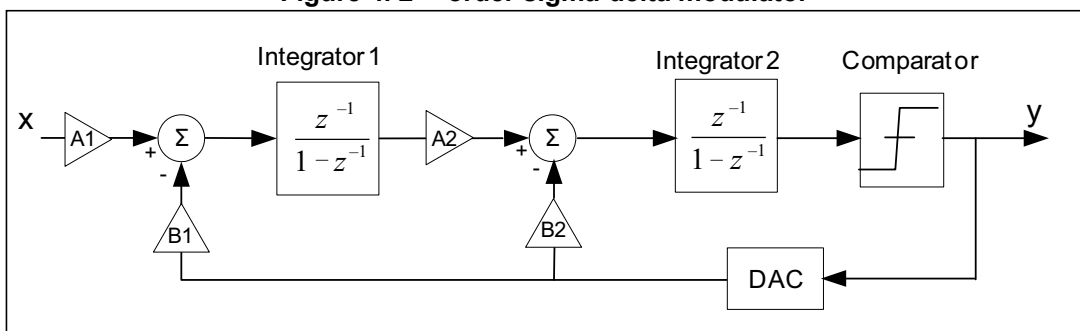 Integrator 1
Integrator 2
Comparator
x
A1
+
Σ
-
z⁻¹
1 − z⁻¹
A2
+
Σ
-
z⁻¹
1 − z⁻¹
y
B1
B2
DAC